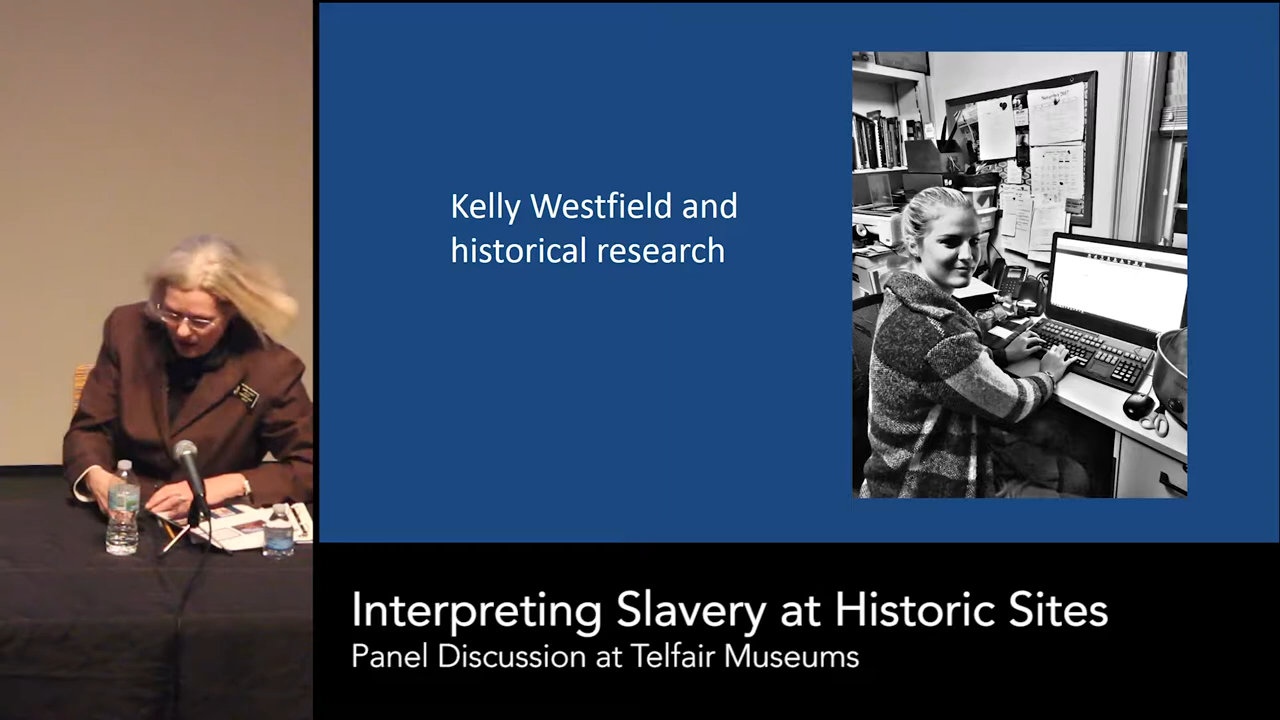 Kelly Westfield and
historical research
Interpreting Slavery at Historic Sites
Panel Discussion at Telfair Museums